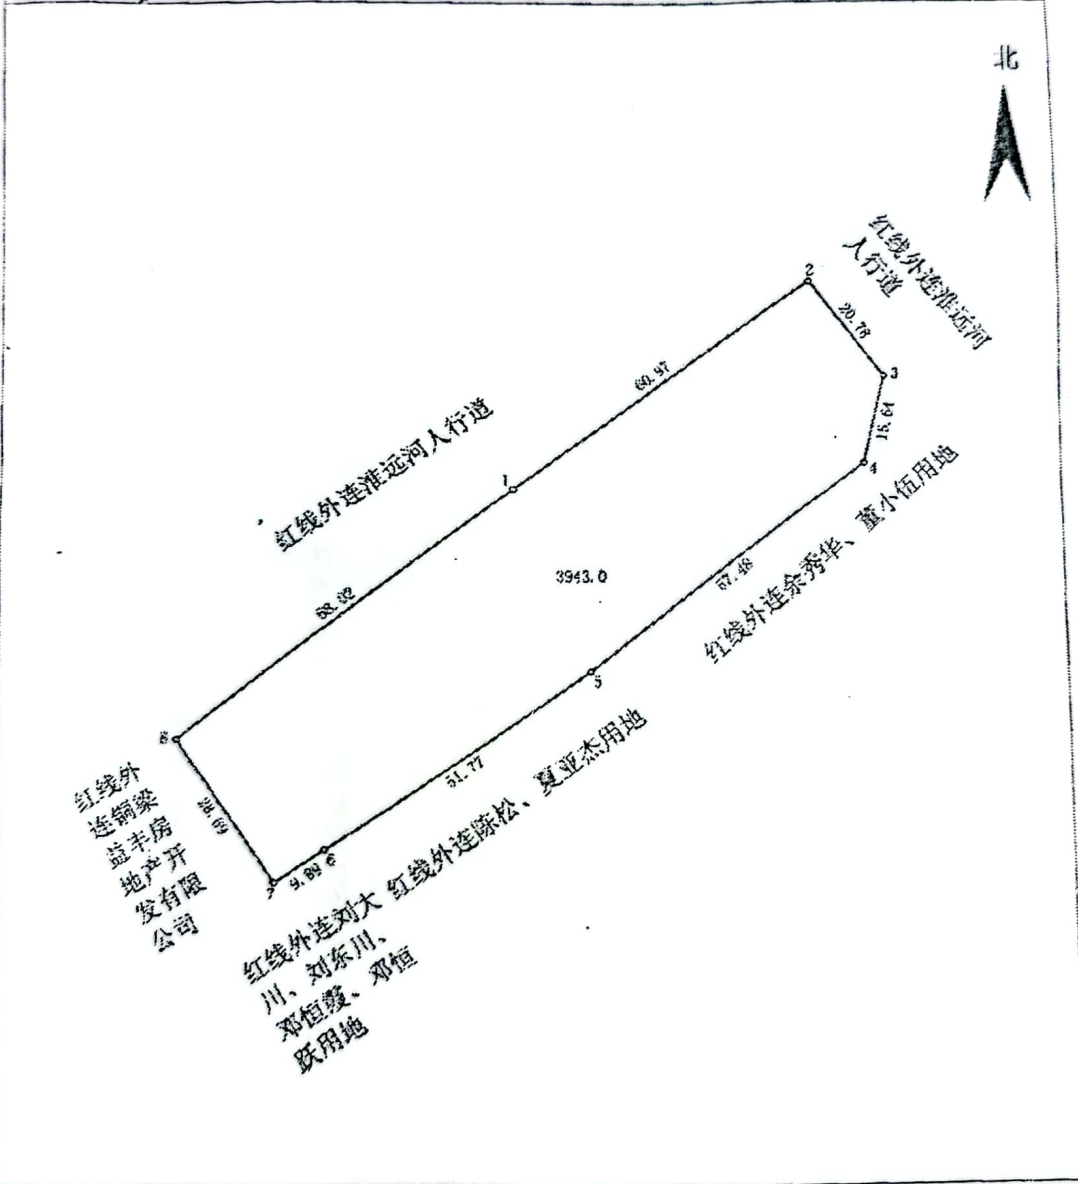 北
红线外连淮远河
人行道
2
20.78
3
60.97
15.64
红线外连淮远河人行道
1
4
3943.0
57.48
红线外连余秀华、董小伍用地
68.02
5
8
51.77
红线外连陈松、夏亚杰用地
红线外
连铜梁
益丰房
地产开
发有限
公司
6
9.89
7
红线外连刘大
川、刘东川、
邓恒霞、邓恒
跃用地